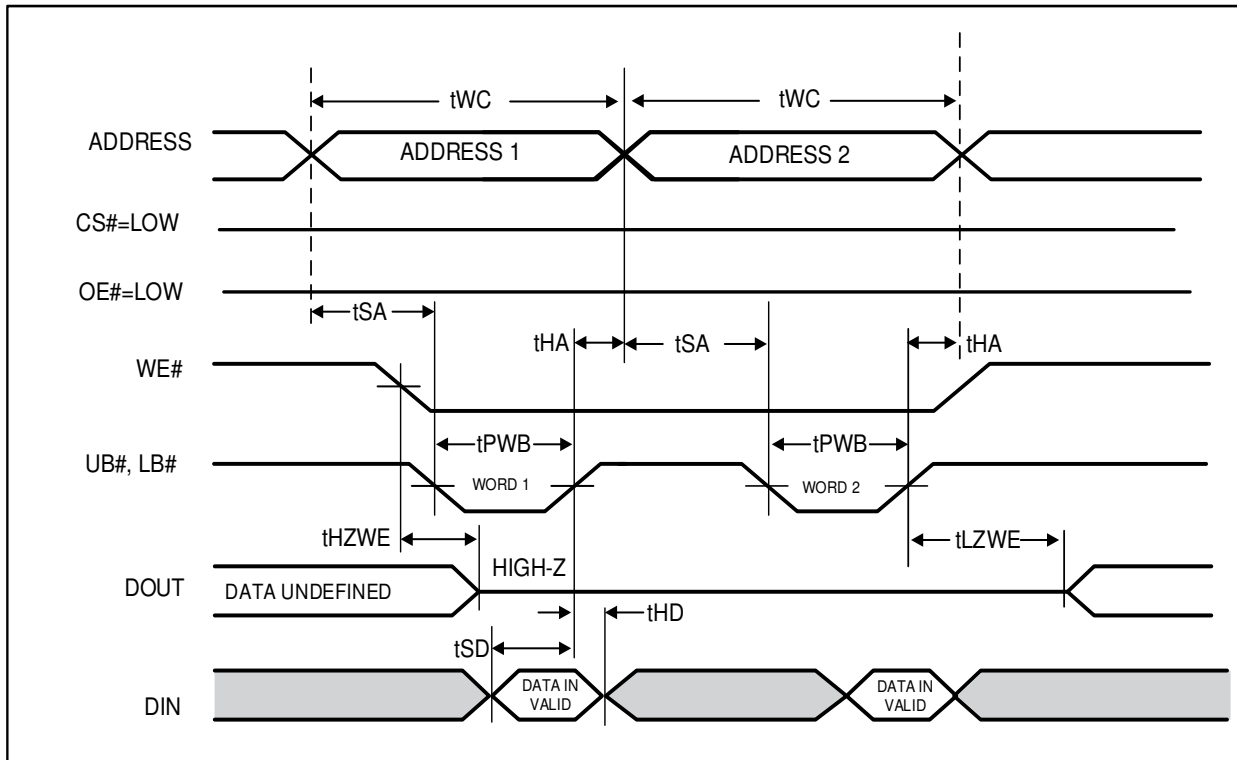 tWC
tWC
ADDRESS
ADDRESS 1
ADDRESS 2
CS#=LOW
OE#=LOW
tSA
tHA
tSA
tHA
WE#
tPWB
tPWB
UB#, LB#
WORD 1
WORD 2
tHZWE
tLZWE
HIGH-Z
DOUT
DATA UNDEFINED
tHD
tSD
DIN
DATA IN
VALID
DATA IN
VALID